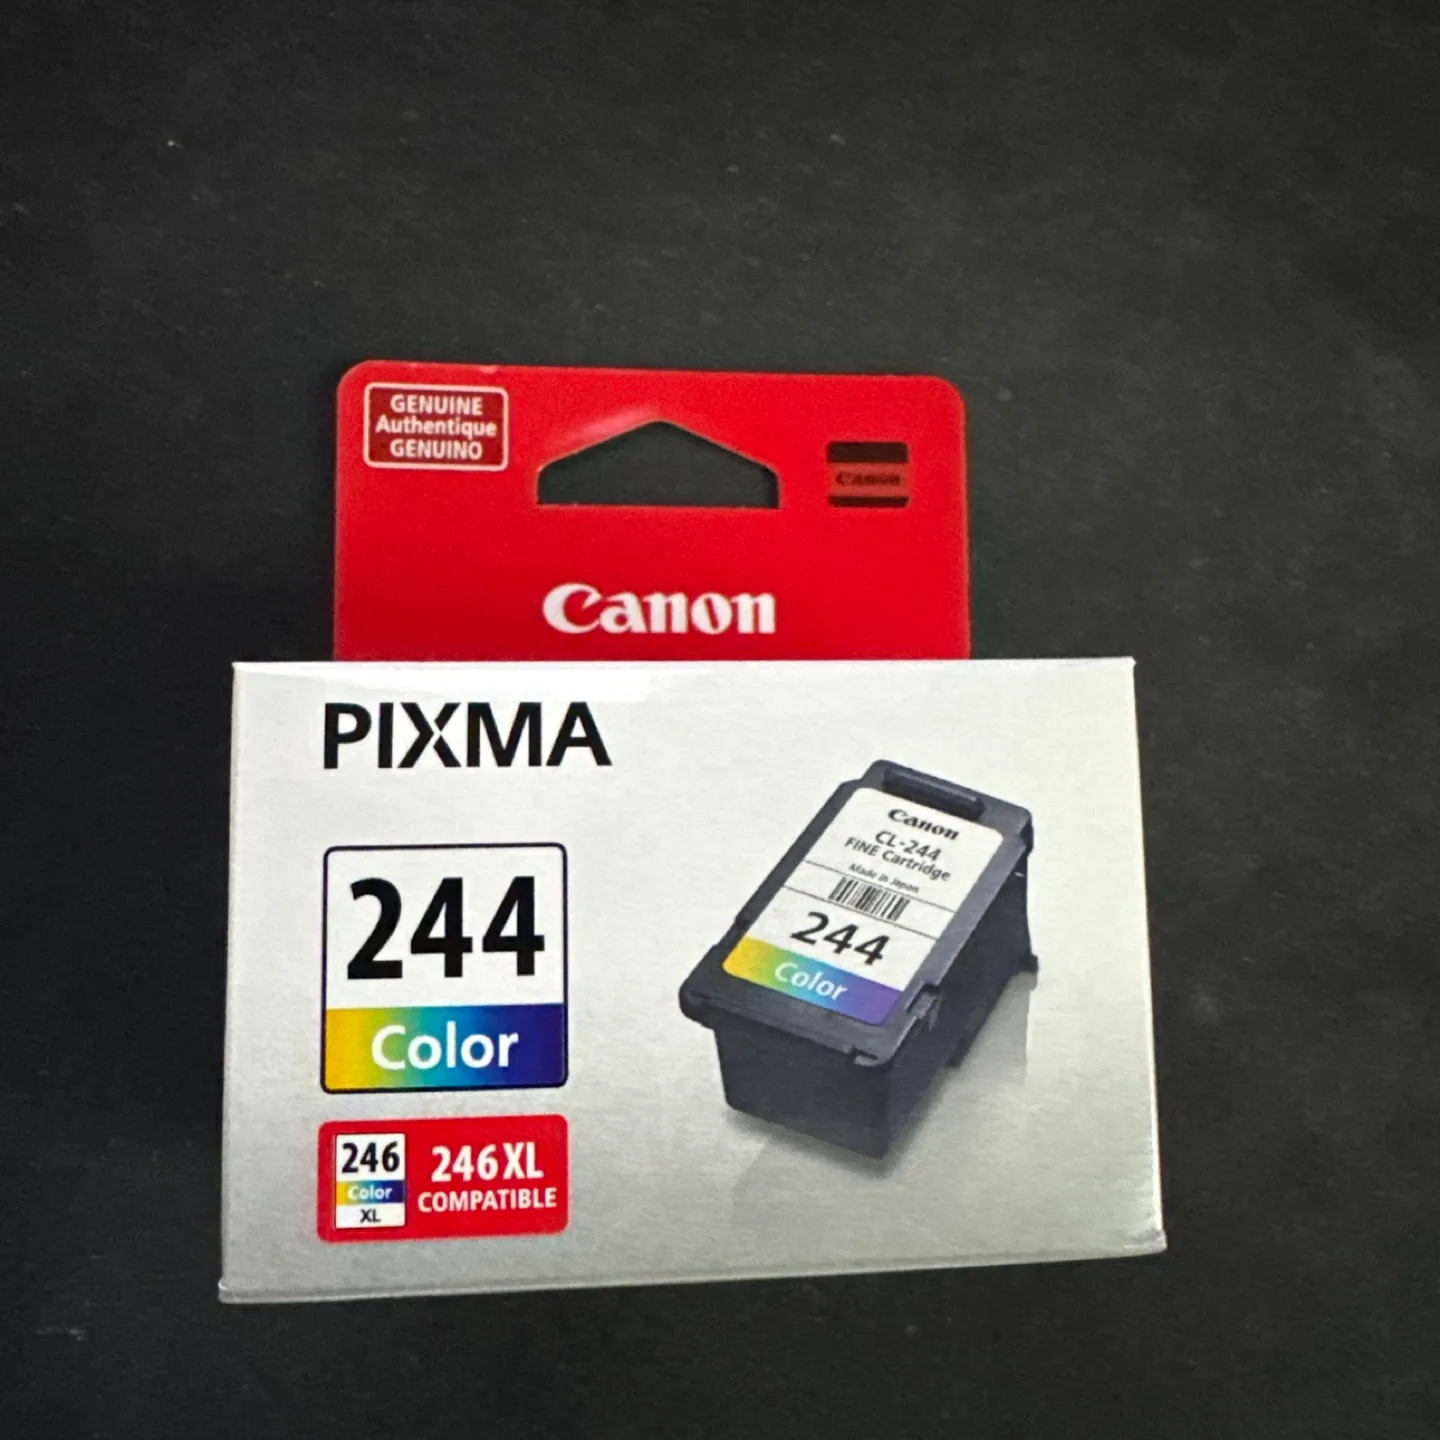 GENUINE
Authentique
GENUINO
Canon
Canon
PIXMA
244
Color
246
Color
XL
246XL
COMPATIBLE
Canon
CL-244
FINE Cartridge
Made in Japan
244
Color